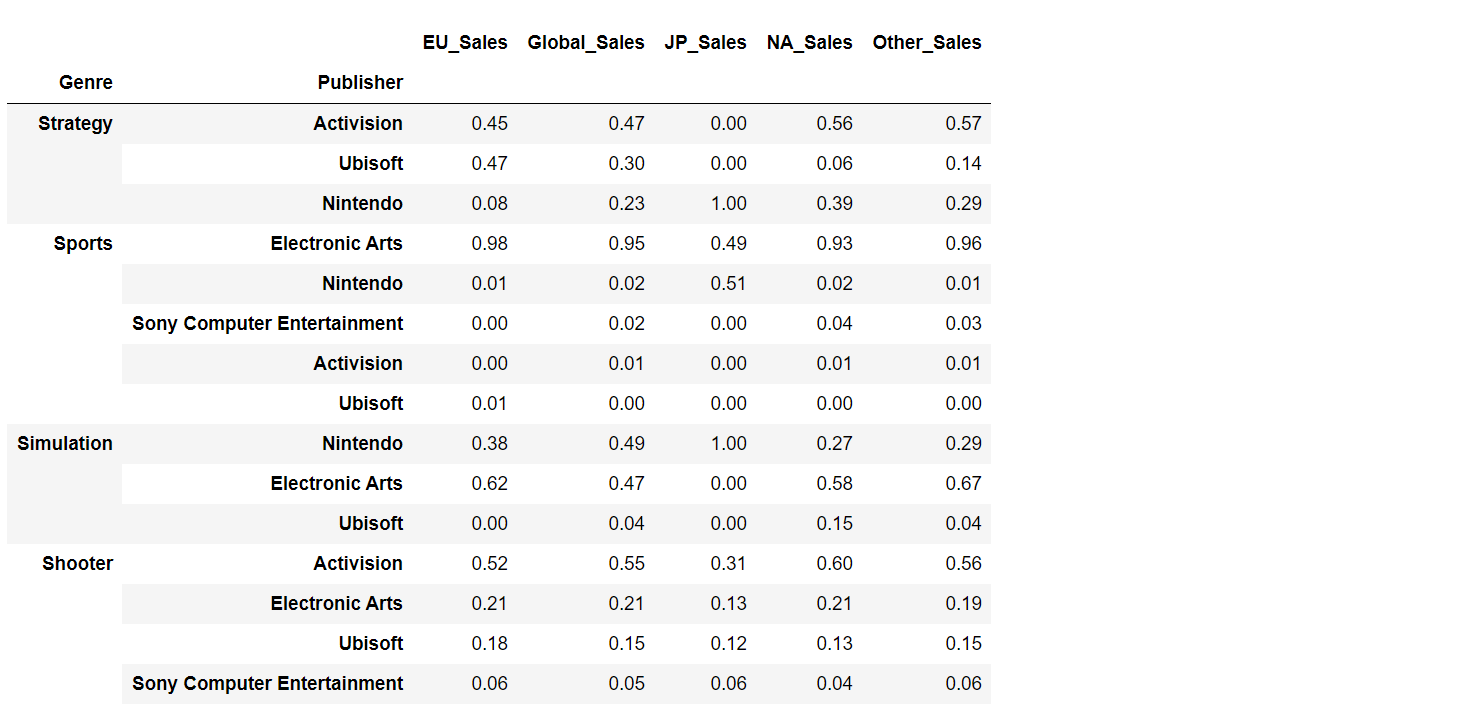 EU_Sales Global_Sales JP_Sales NA_Sales Other_Sales
Genre Publisher
Strategy Activision 0.45 0.47 0.00 0.56 0.57
Ubisoft 0.47 0.30 0.00 0.06 0.14
Nintendo 0.08 0.23 1.00 0.39 0.29
Sports Electronic Arts 0.98 0.95 0.49 0.93 0.96
Nintendo 0.01 0.02 0.51 0.02 0.01
Sony Computer Entertainment 0.00 0.02 0.00 0.04 0.03
Activision 0.00 0.01 0.00 0.01 0.01
Ubisoft 0.01 0.00 0.00 0.00 0.00
Simulation Nintendo 0.38 0.49 1.00 0.27 0.29
Electronic Arts 0.62 0.47 0.00 0.58 0.67
Ubisoft 0.00 0.04 0.00 0.15 0.04
Shooter Activision 0.52 0.55 0.31 0.60 0.56
Electronic Arts 0.21 0.21 0.13 0.21 0.19
Ubisoft 0.18 0.15 0.12 0.13 0.15
Sony Computer Entertainment 0.06 0.05 0.06 0.04 0.06